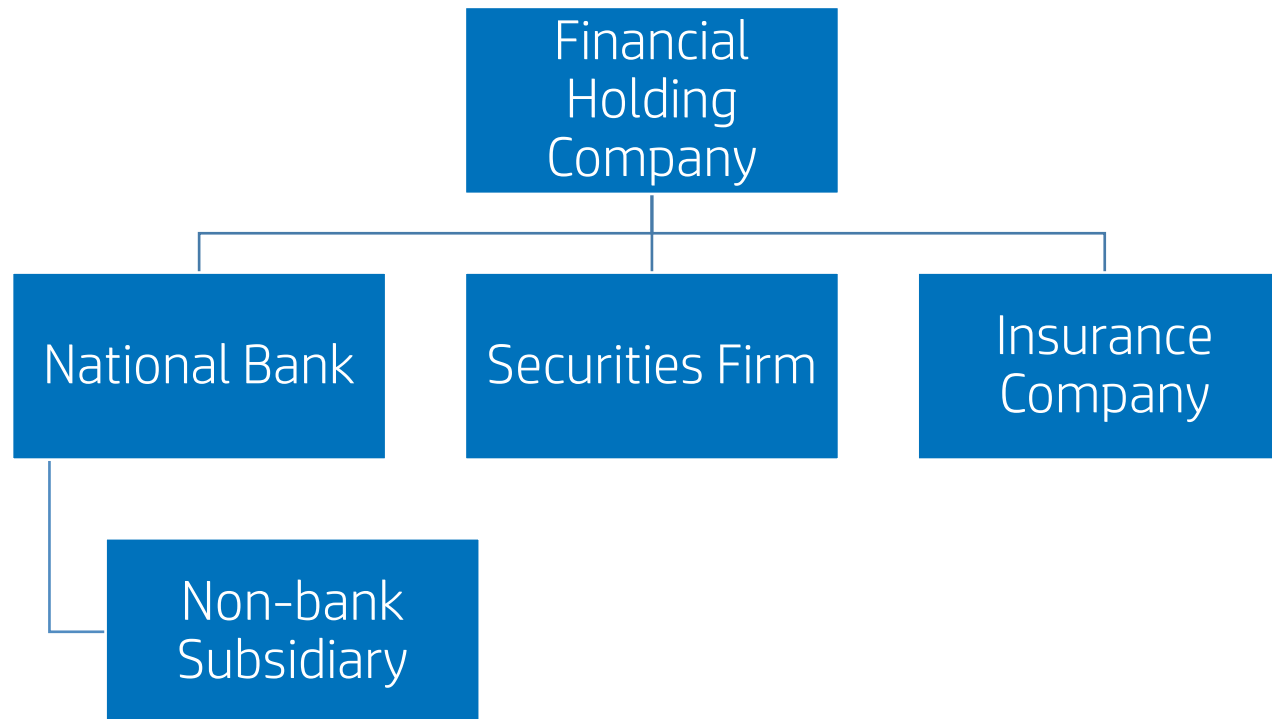 Financial
Holding
Company
National Bank
Securities Firm
Insurance
Company
Non-bank
Subsidiary